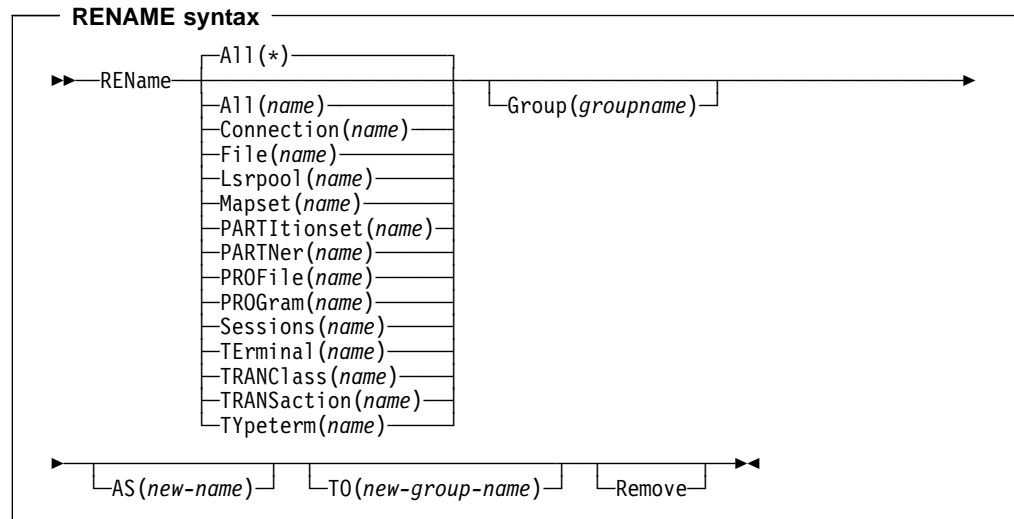 RENAME syntax
All(*)
REName
All(name)
Group(groupname)
Connection(name)
File(name)
Lsrpool(name)
Mapset(name)
PARTItionset(name)
PARTNer(name)
PROFile(name)
PROGram(name)
Sessions(name)
TErminal(name)
TRANClass(name)
TRANSaction(name)
TYpeterm(name)
AS(new-name)
TO(new-group-name)
Remove